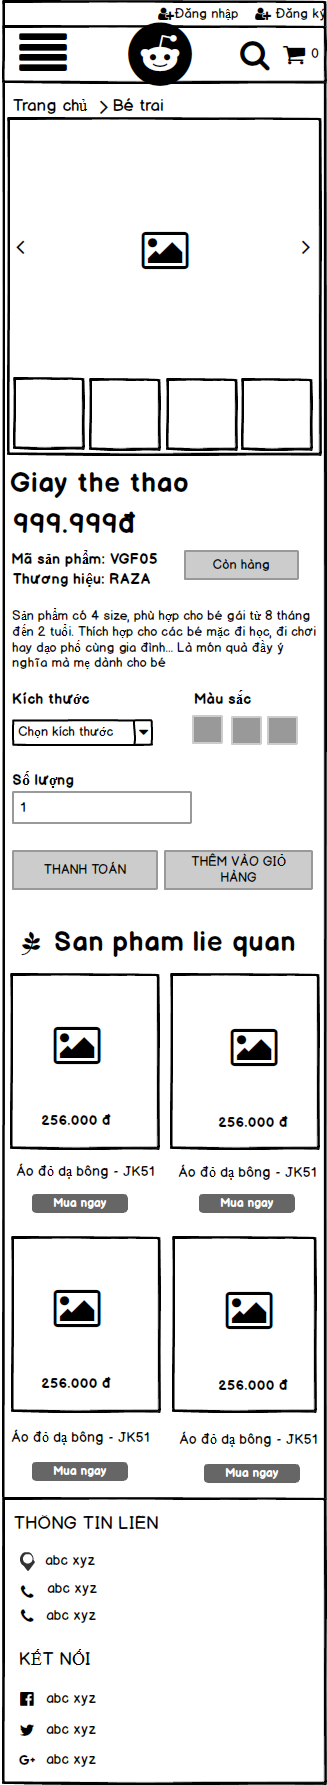 Đăng nhập Đăng ký
0
Trang chủ Bé trai
Giay the thao
999.999đ
Mã sản phẩm: VGF05
Thương hiệu: RAZA
Còn hàng
Sản phẩm có 4 size, phù hợp cho bé gái từ 8 tháng
đến 2 tuổi. Thích hợp cho các bé mặc đi học, đi chơi
hay dạo phố cùng gia đình... Là món quà đầy ý
nghĩa mà mẹ dành cho bé
Kích thước
Màu sắc
Chọn kích thước
Số lượng
1
THANH TOÁN
THÊM VÀO GIỎ
HÀNG
San pham lie quan
256.000 đ
256.000 đ
Áo đỏ dạ bông - JK51
Áo đỏ dạ bông - JK51
Mua ngay
Mua ngay
256.000 đ
256.000 đ
Áo đỏ dạ bông - JK51
Áo đỏ dạ bông - JK51
Mua ngay
Mua ngay
THÔNG TIN LIÊN
abc xyz
abc xyz
abc xyz
KẾT NỐI
abc xyz
abc xyz
G+ abc xyz